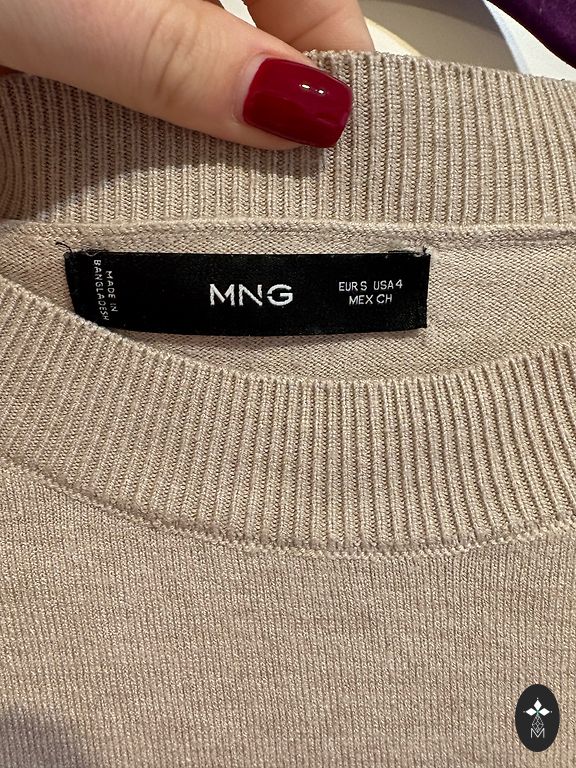 MADE IN
BANGLADESH
MNG
EUR S USA 4
MEX CH
M